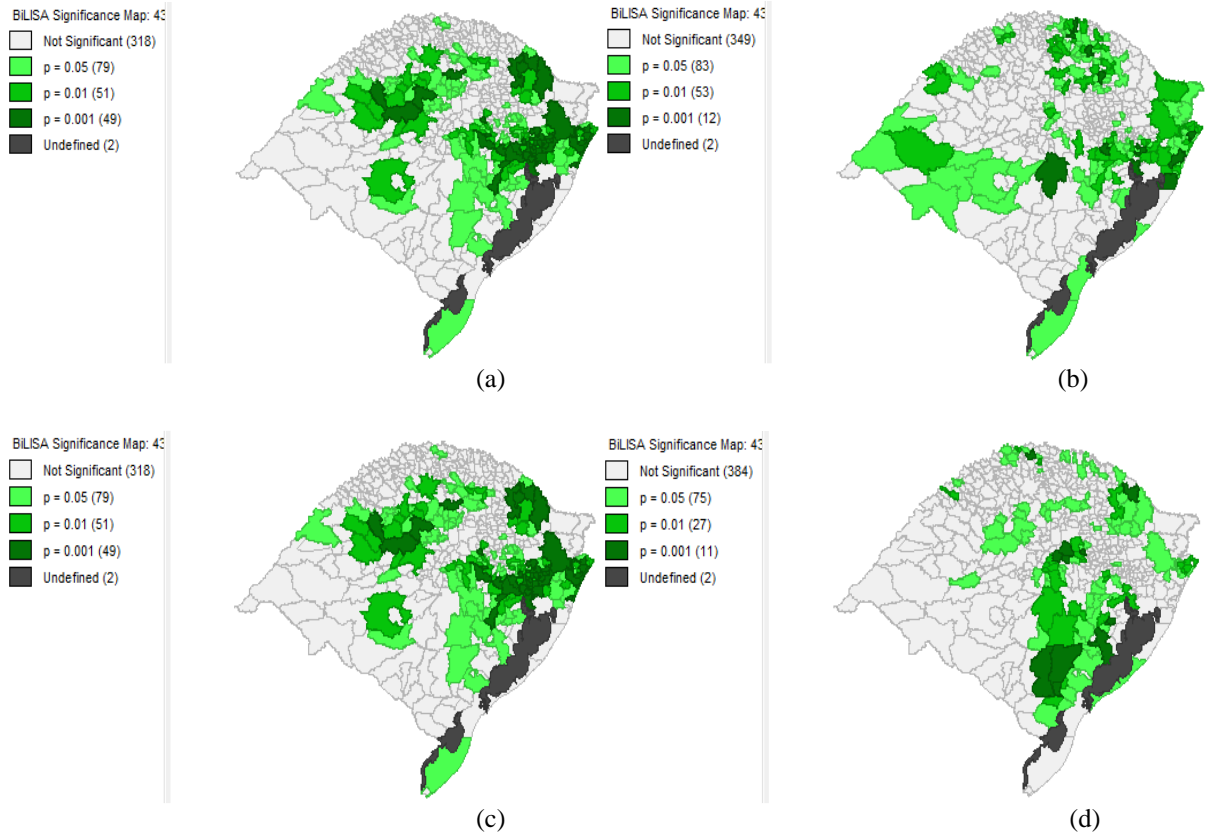 BiLISA Significance Map: 43
Not Significant (318)
p = 0.05 (79)
p = 0.01 (51)
p = 0.001 (49)
Undefined (2)
(a)
BiLISA Significance Map: 43
Not Significant (349)
p = 0.05 (83)
p = 0.01 (53)
p = 0.001 (12)
Undefined (2)
(b)
BiLISA Significance Map: 43
Not Significant (318)
p = 0.05 (79)
p = 0.01 (51)
p = 0.001 (49)
Undefined (2)
(c)
BiLISA Significance Map: 43
Not Significant (384)
p = 0.05 (75)
p = 0.01 (27)
p = 0.001 (11)
Undefined (2)
(d)